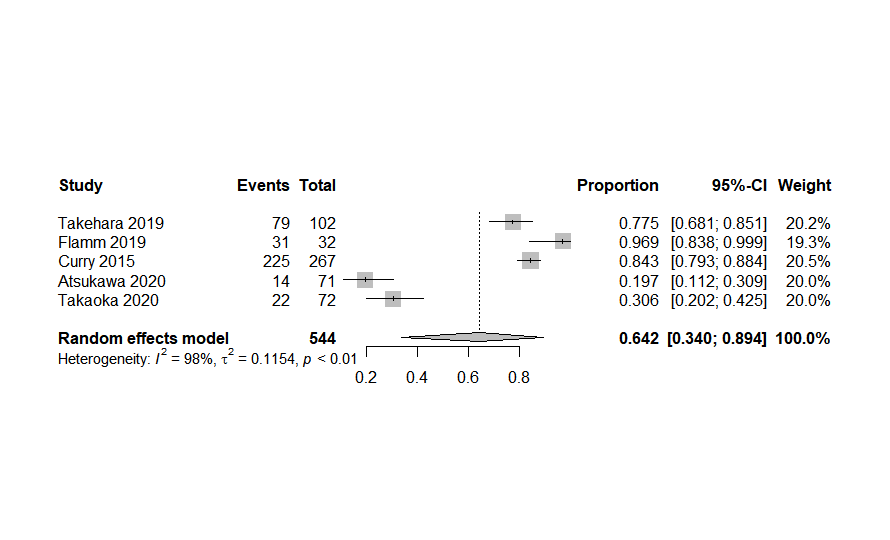 Study Events Total Proportion 95%-CI Weight
Takehara 2019 79 102 0.775 [0.681; 0.851] 20.2%
Flamm 2019 31 32 0.969 [0.838; 0.999] 19.3%
Curry 2015 225 267 0.843 [0.793; 0.884] 20.5%
Atsukawa 2020 14 71 0.197 [0.112; 0.309] 20.0%
Takaoka 2020 22 72 0.306 [0.202; 0.425] 20.0%
Random effects model 544 0.642 [0.340; 0.894] 100.0%
Heterogeneity: I² = 98%, τ² = 0.1154, p < 0.01
0.2 0.4 0.6 0.8